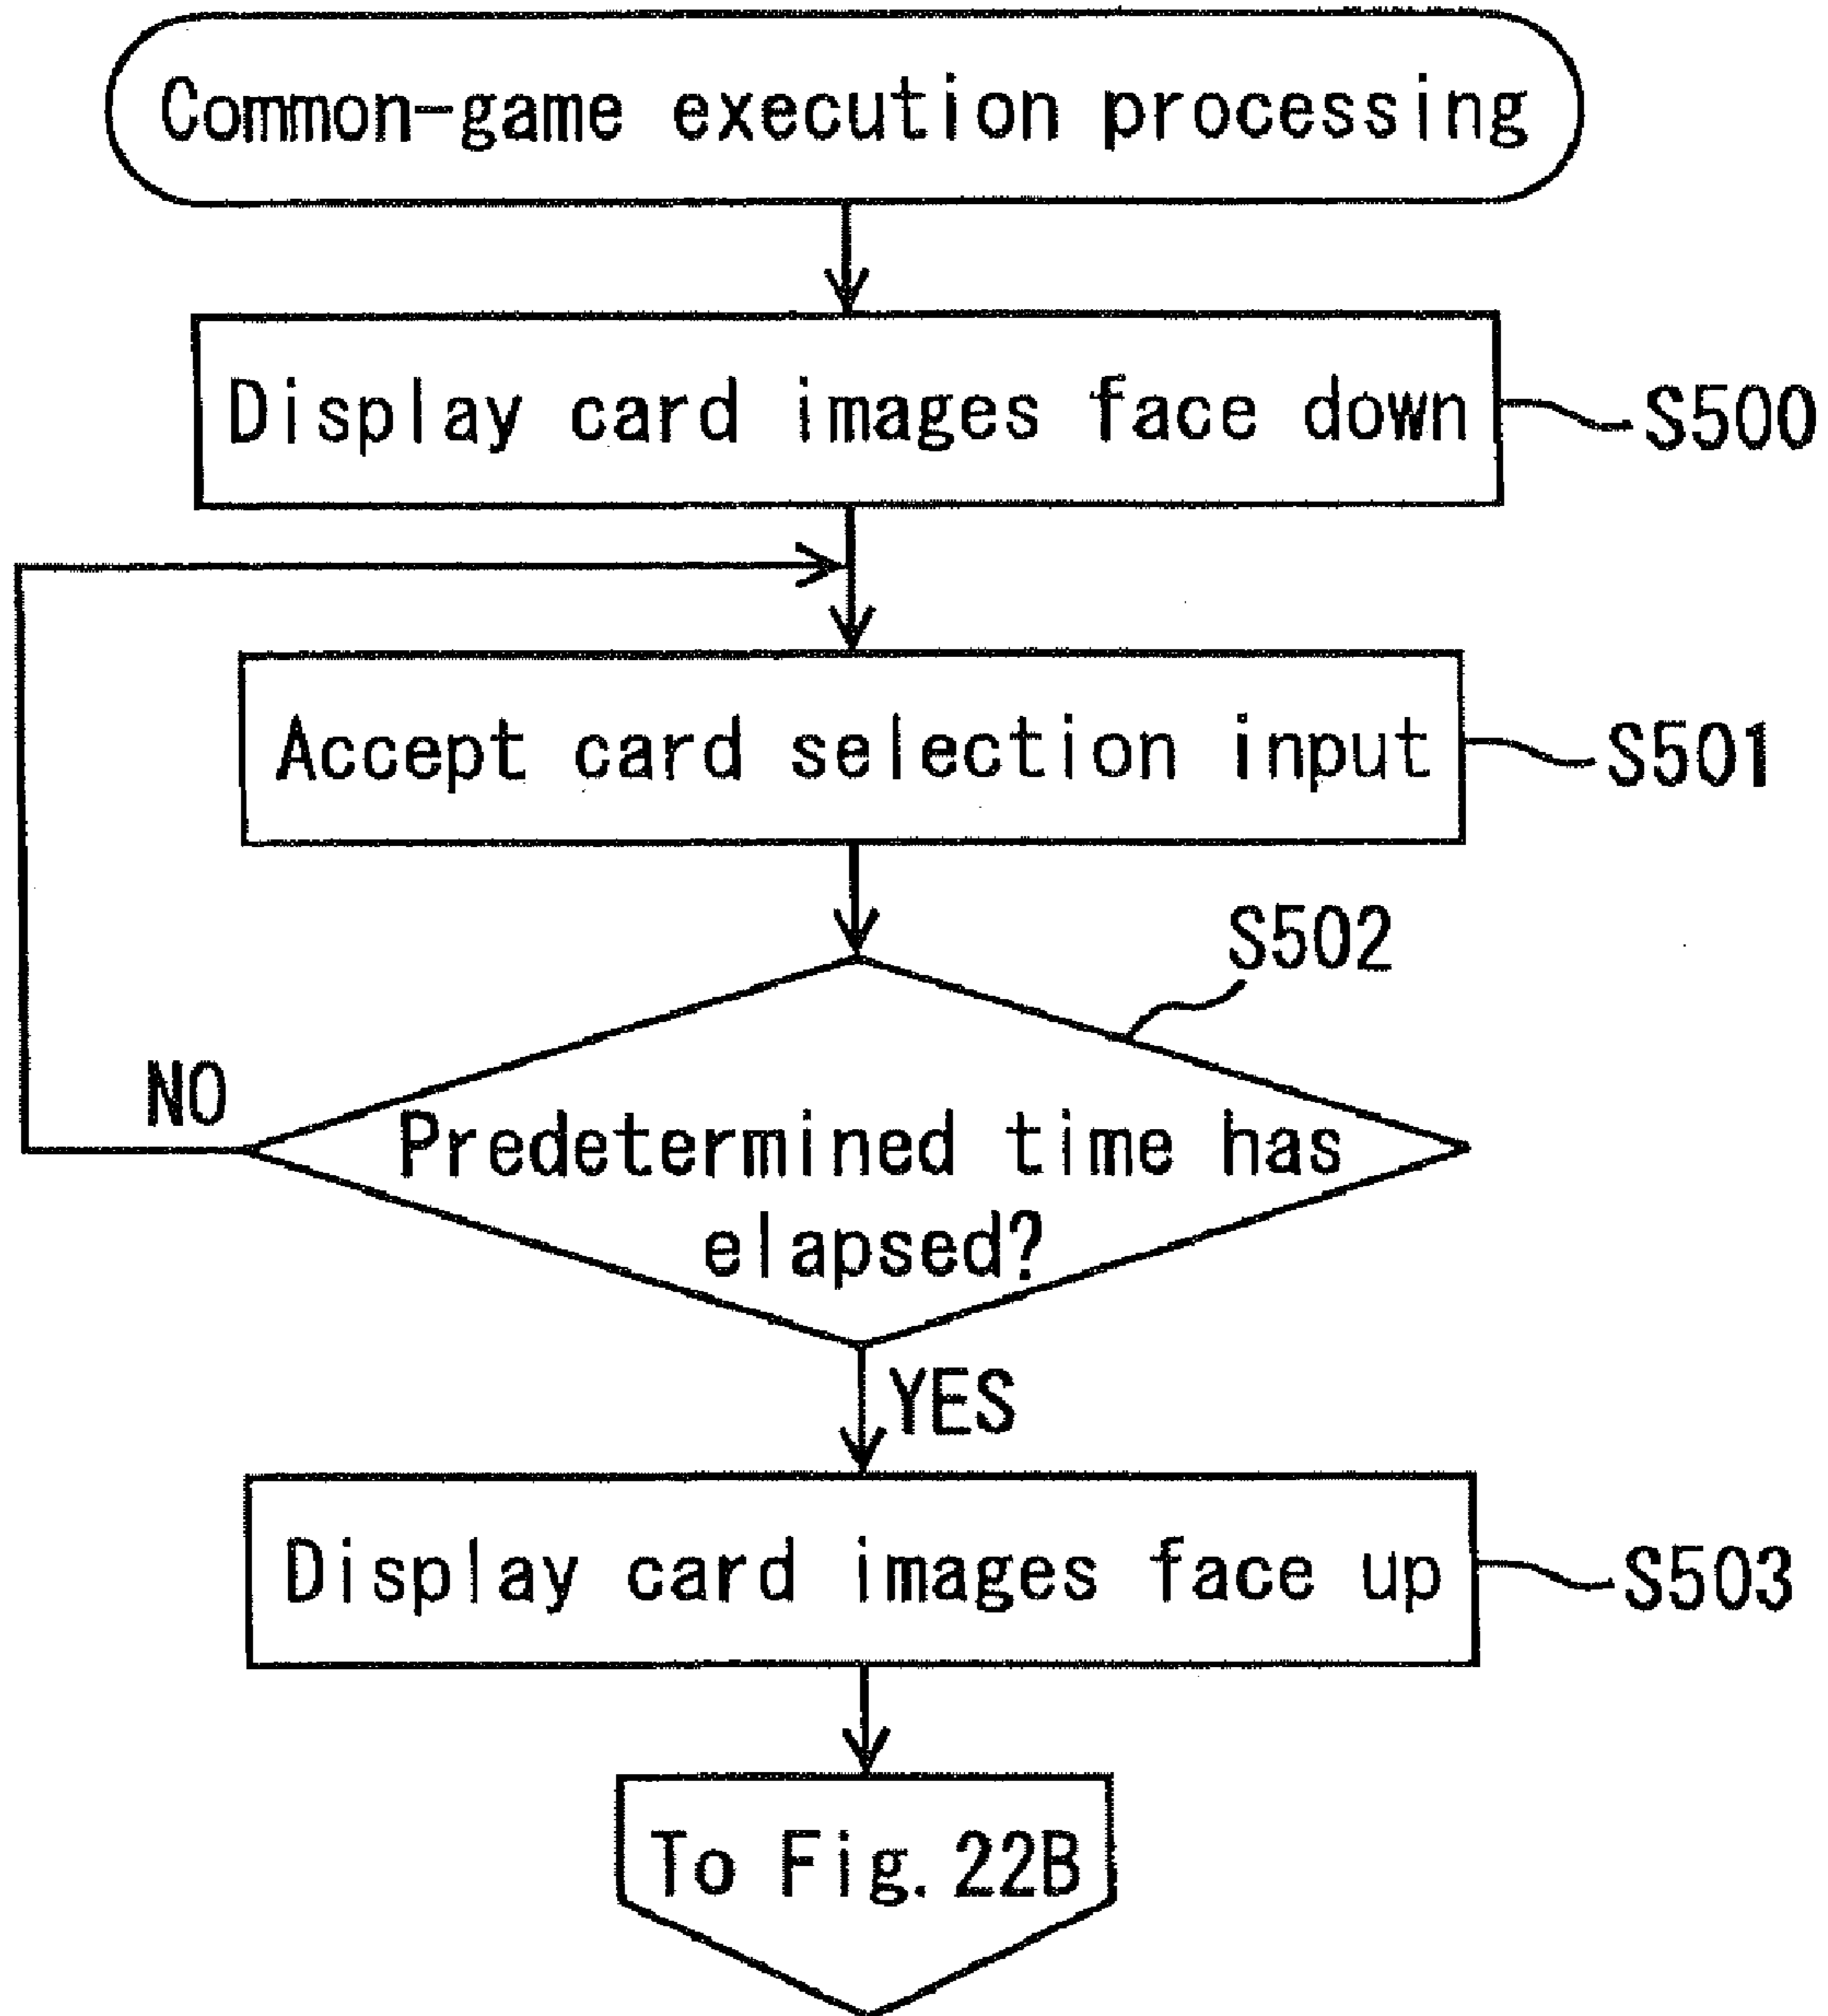 Common-game execution processing
Display card images face down
S500
Accept card selection input
S501
S502
NO
Predetermined time has
elapsed?
YES
Display card images face up
S503
To Fig. 22B